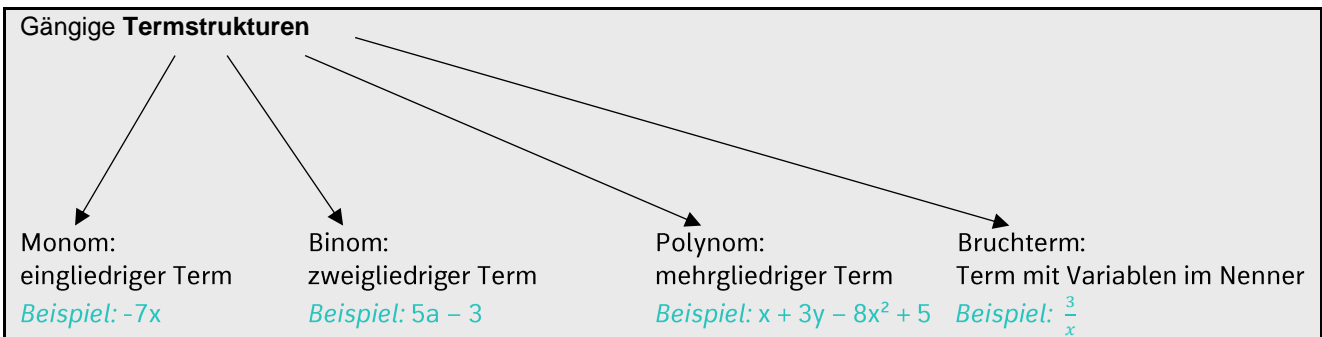 Gängige Termstrukturen
Monom:
eingliedriger Term
Beispiel: -7x
Binom:
zweigliedriger Term
Beispiel: 5a – 3
Polynom:
mehrgliedriger Term
Beispiel: x + 3y – 8x² + 5
Bruchterm:
Term mit Variablen im Nenner
Beispiel: 3/x